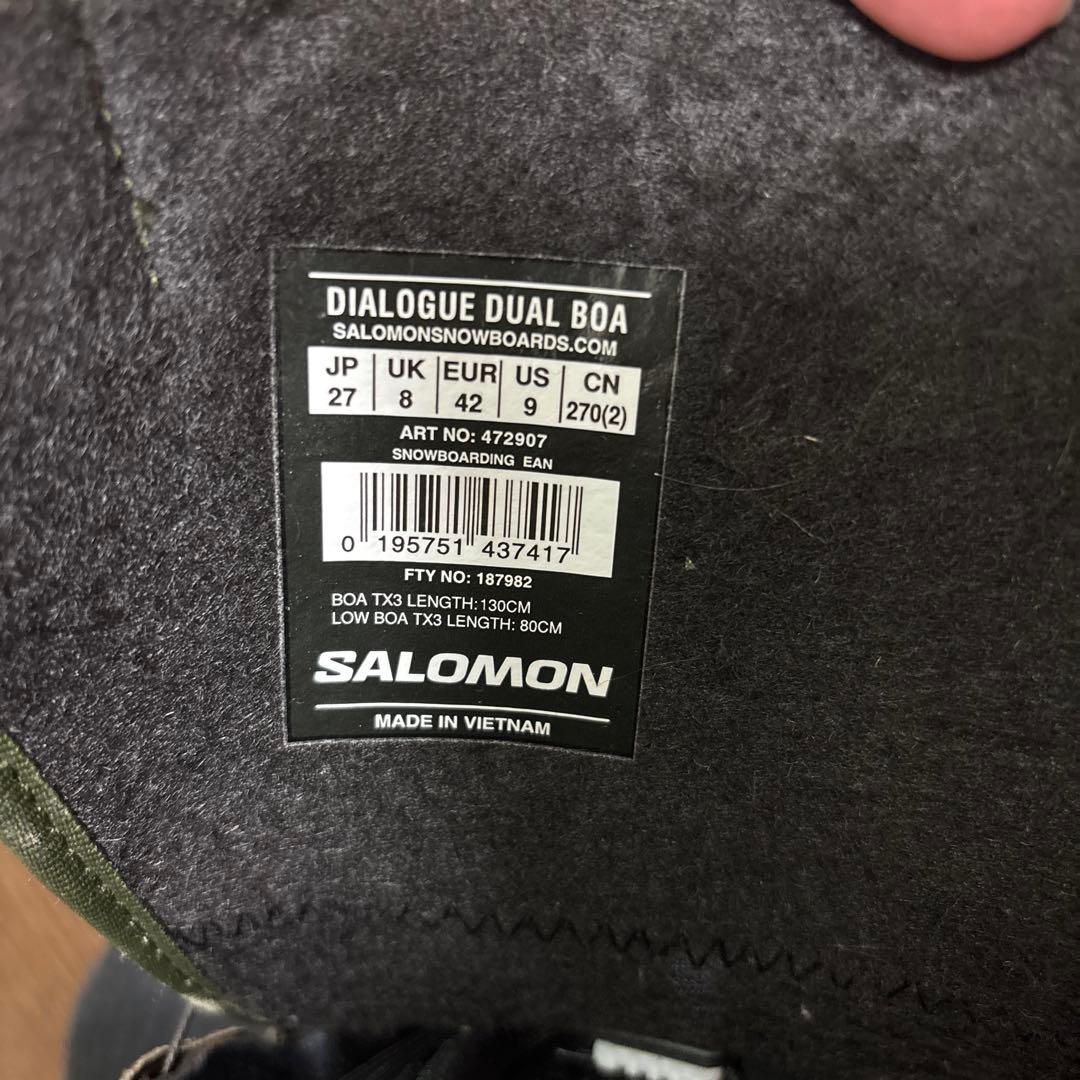 DIALOGUE DUAL BOA
SALOMONSNOWBOARDS.COM
JP UK EUR US CN
27 8 42 9 270(2)
ART NO: 472907
SNOWBOARDING EAN
0 195751 437417
FTY NO: 187982
BOA TX3 LENGTH:130CM
LOW BOA TX3 LENGTH: 80CM
SALOMON
MADE IN VIETNAM